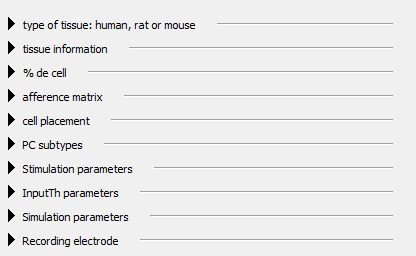 type of tissue: human, rat or mouse
tissue information
% de cell
afference matrix
cell placement
PC subtypes
Stimulation parameters
InputTh parameters
Simulation parameters
Recording electrode